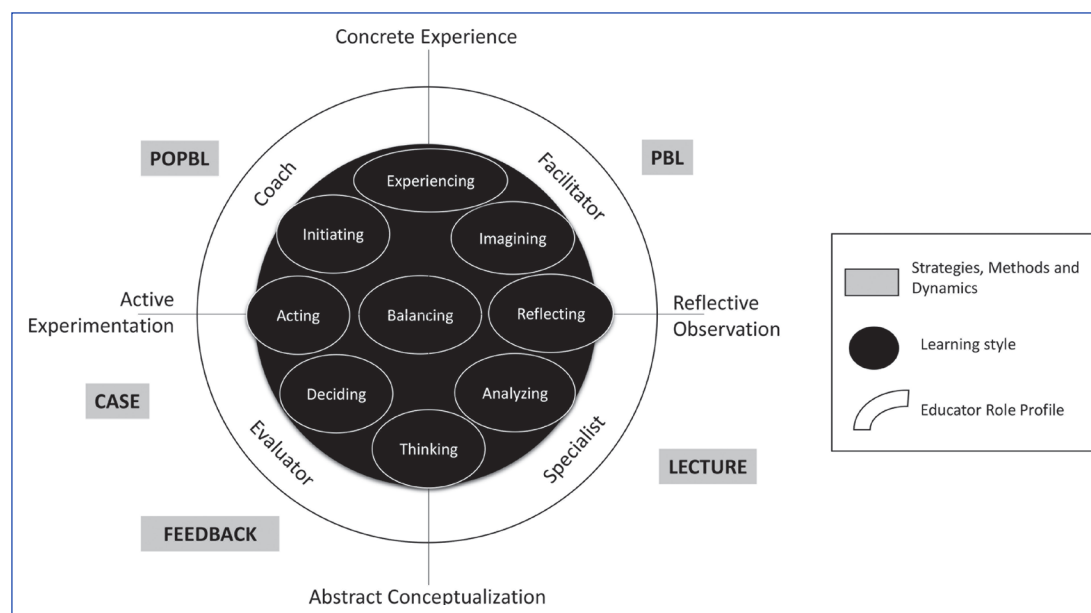 Concrete Experience
POPBL
PBL
Coach
Facilitator
Experiencing
Initiating
Imagining
Active
Experimentation
Acting
Balancing
Reflecting
Reflective
Observation
Deciding
Analyzing
CASE
Evaluator
Thinking
Specialist
LECTURE
FEEDBACK
Abstract Conceptualization
Strategies, Methods and
Dynamics
Learning style
Educator Role Profile